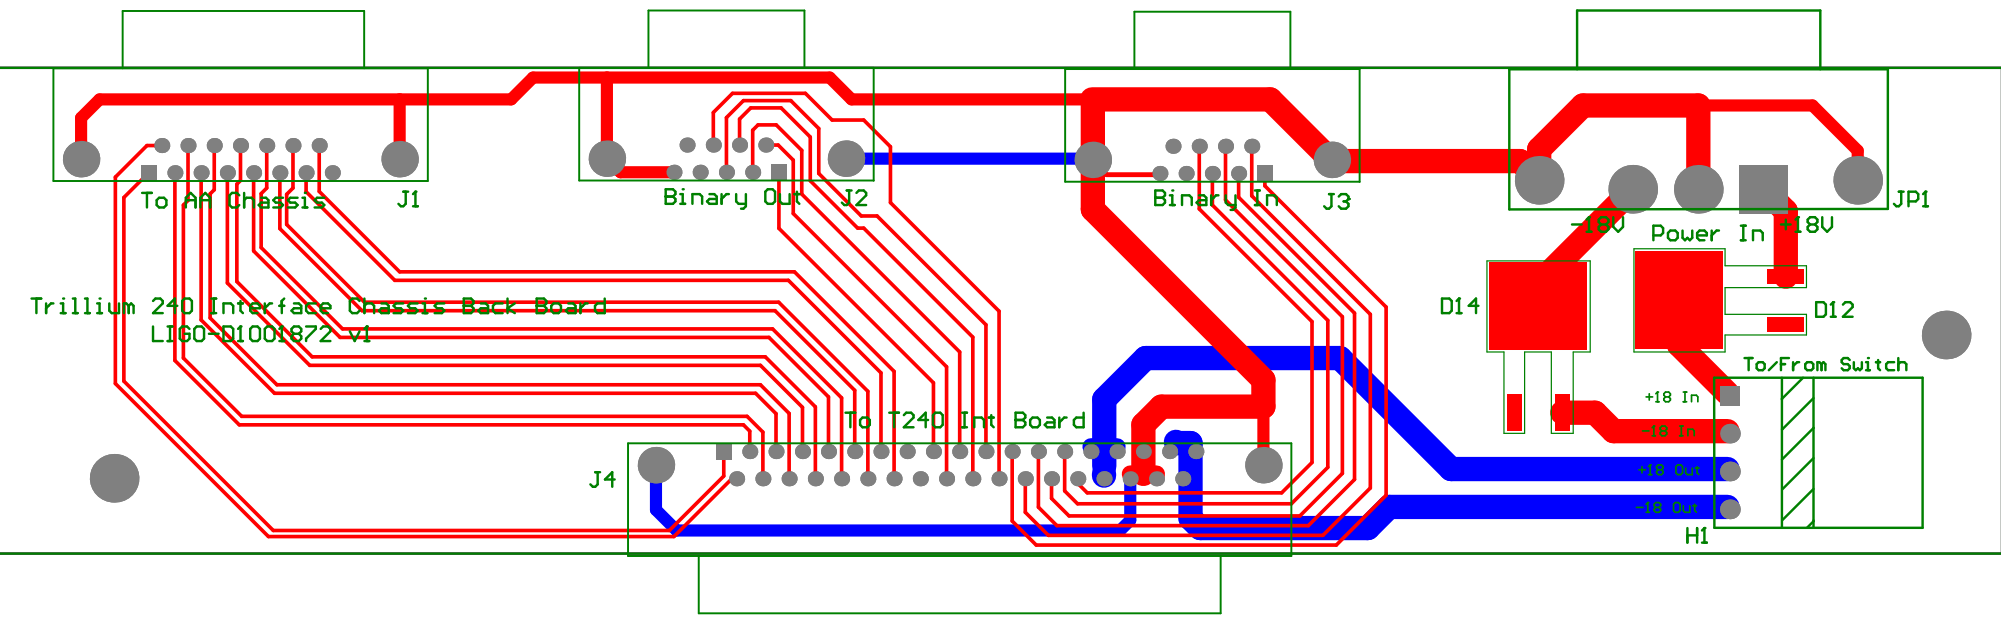 To AA Chassis
J1
Binary Out
J2
Binary In
J3
JP1
-18V
Power In
+18V
Trillium 240 Interface Chassis Back Board
LIGO-D1001872 v1
D14
D12
To/From Switch
+18 In
-18 In
+18 Out
-18 Out
H1
To T240 Int Board
J4